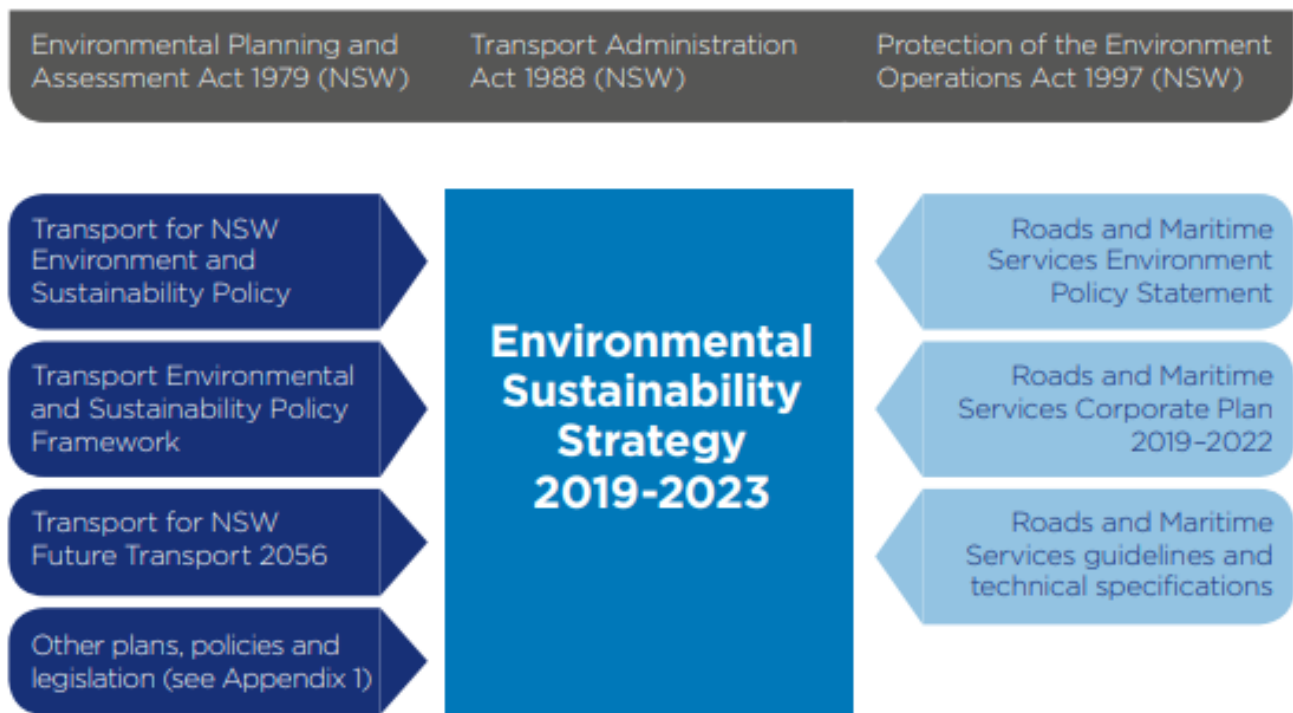 Environmental Planning and
Assessment Act 1979 (NSW)
Transport Administration
Act 1988 (NSW)
Protection of the Environment
Operations Act 1997 (NSW)
Transport for NSW
Environment and
Sustainability Policy
Transport Environmental
and Sustainability Policy
Framework
Transport for NSW
Future Transport 2056
Other plans, policies and
legislation (see Appendix 1)
Environmental
Sustainability
Strategy
2019-2023
Roads and Maritime
Services Environment
Policy Statement
Roads and Maritime
Services Corporate Plan
2019–2022
Roads and Maritime
Services guidelines and
technical specifications